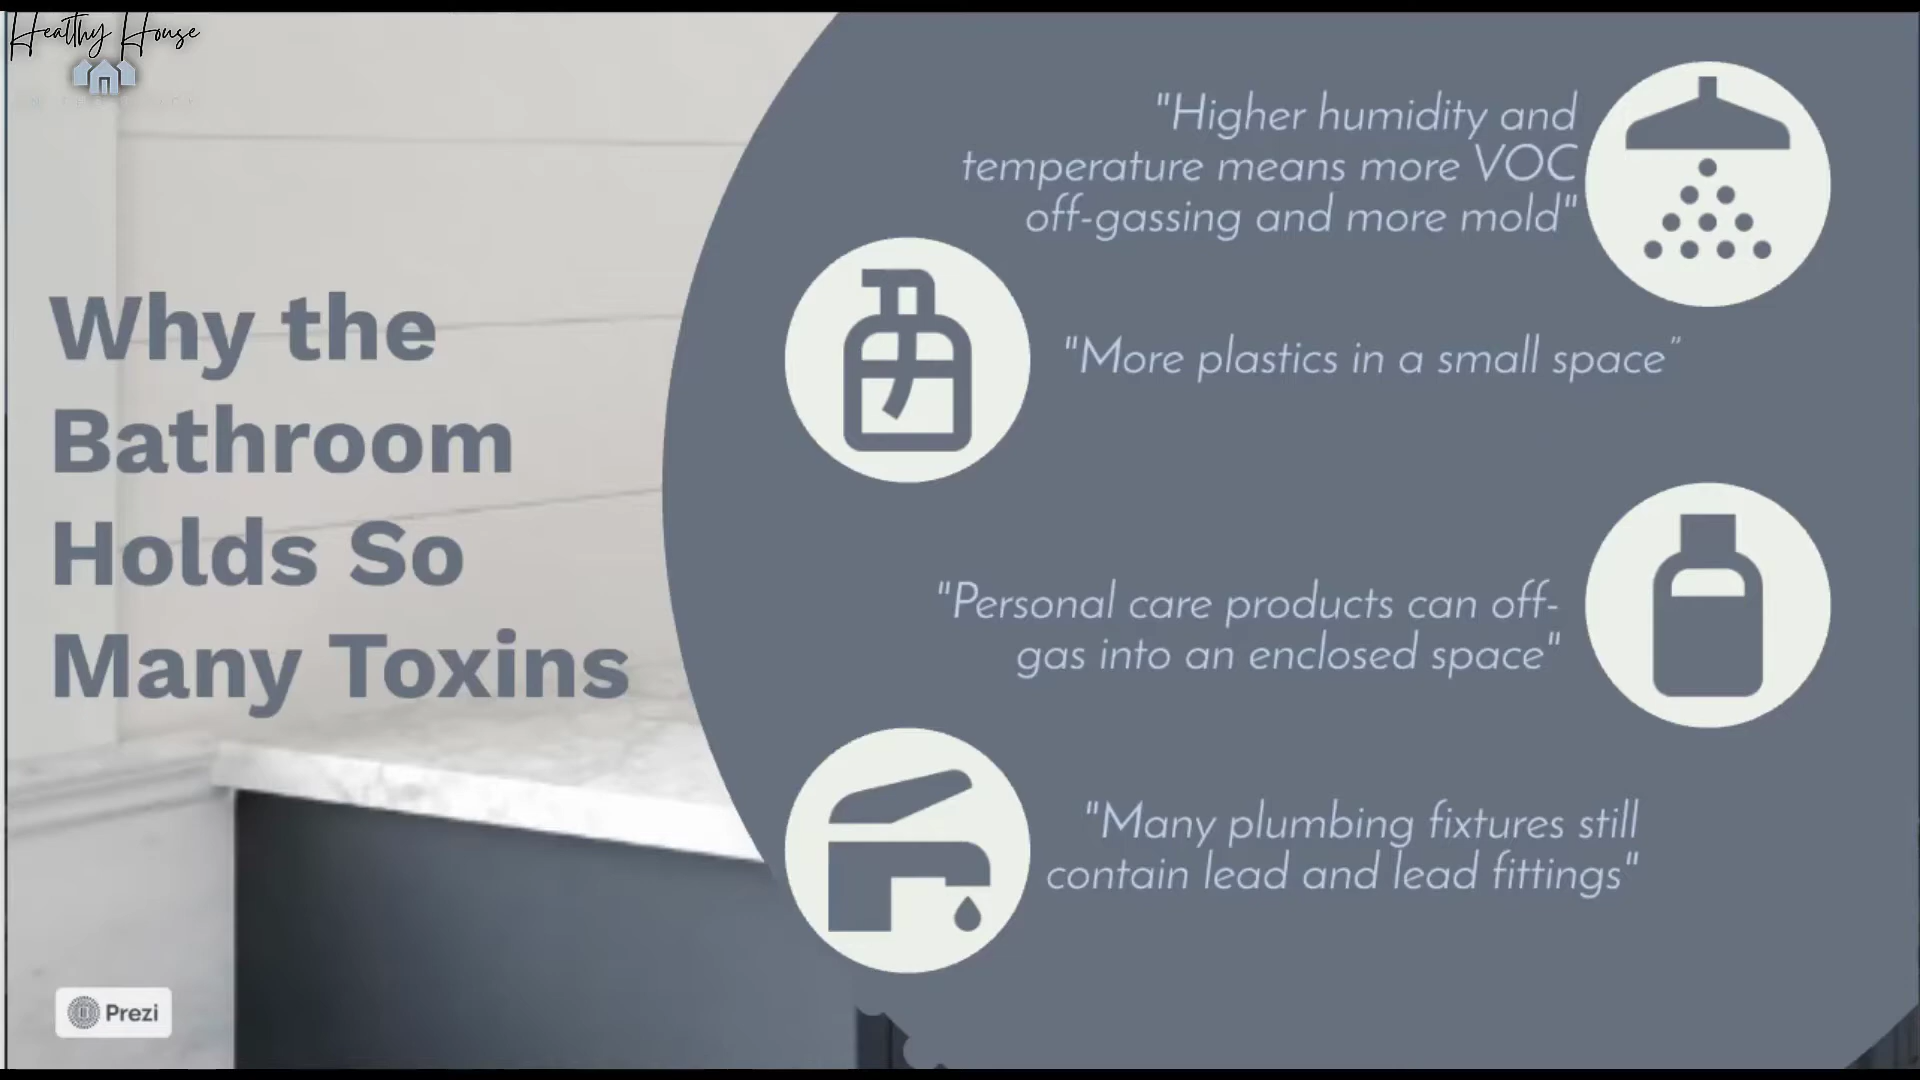 Healthy House
Why the
Bathroom
Holds So
Many Toxins
"Higher humidity and
temperature means more VOC
off-gassing and more mold"
"More plastics in a small space”
"Personal care products can off-
gas into an enclosed space"
"Many plumbing fixtures still
contain lead and lead fittings"
Prezi